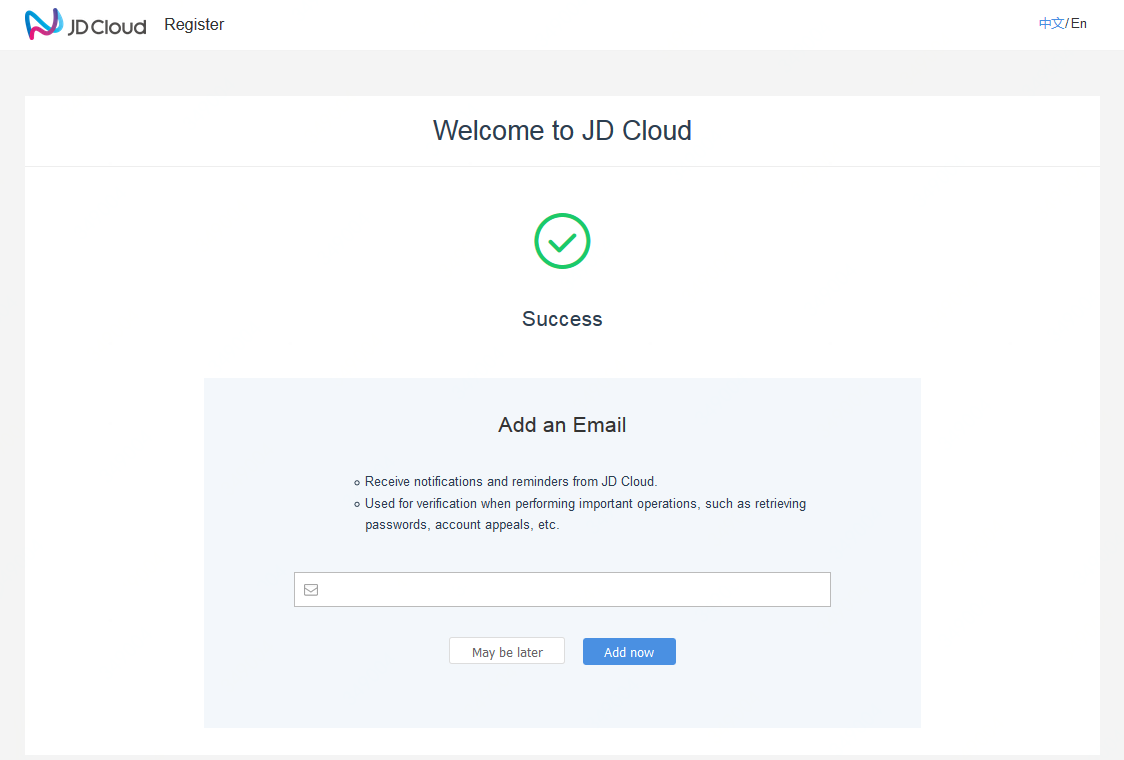 JD Cloud Register 中文/En
Welcome to JD Cloud
Success
Add an Email
Receive notifications and reminders from JD Cloud.
Used for verification when performing important operations, such as retrieving
passwords, account appeals, etc.
May be later Add now